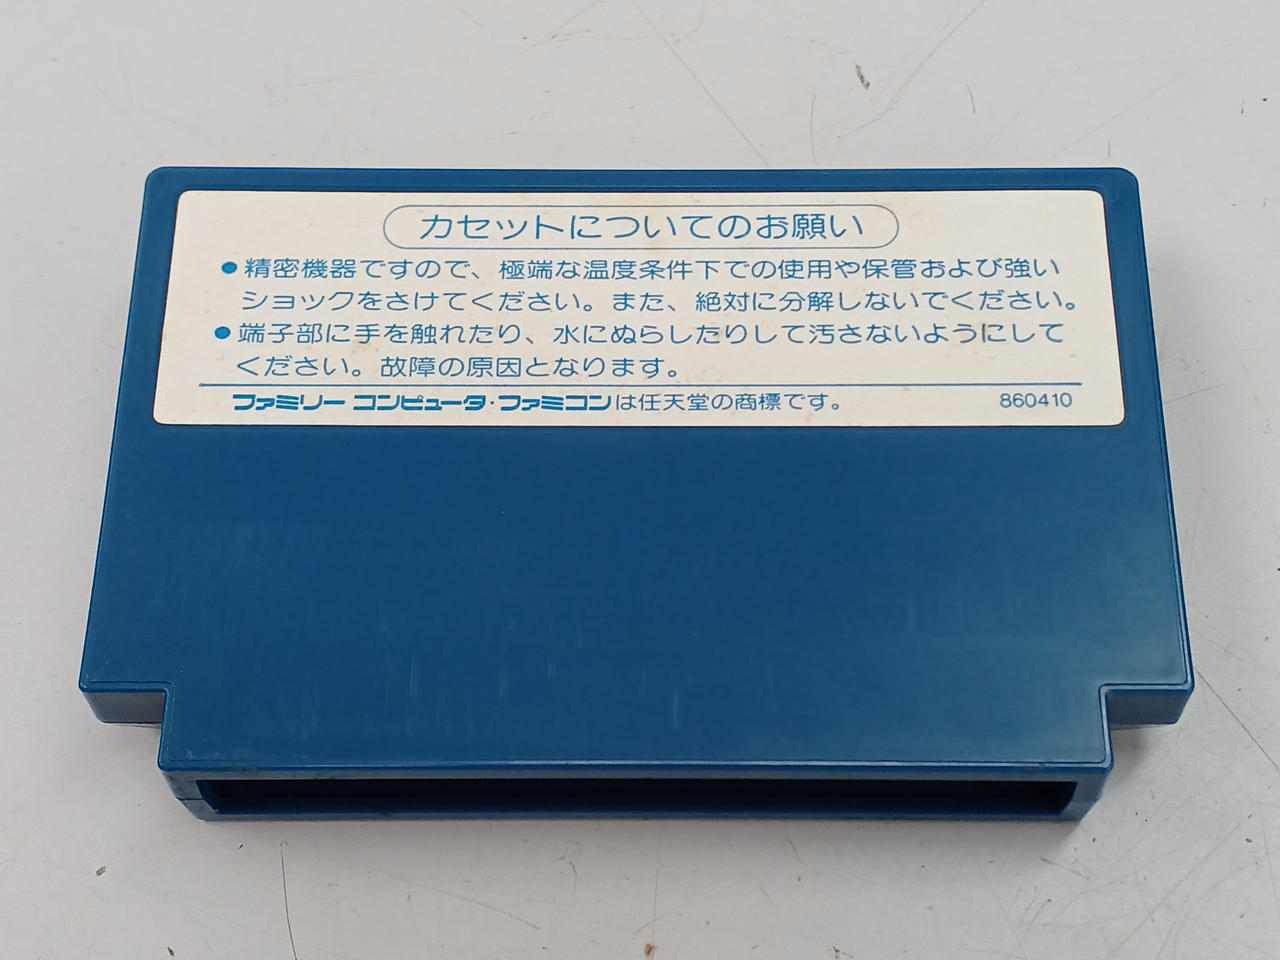 カセットについてのお願い
●精密機器ですので、極端な温度条件下での使用や保管および強い
ショックをさけてください。また、絶対に分解しないでください。
●端子部に手を触れたり、水にぬらしたりして汚さないようにして
ください。故障の原因となります。
ファミリー コンピュータ・ファミコンは任天堂の商標です。 860410